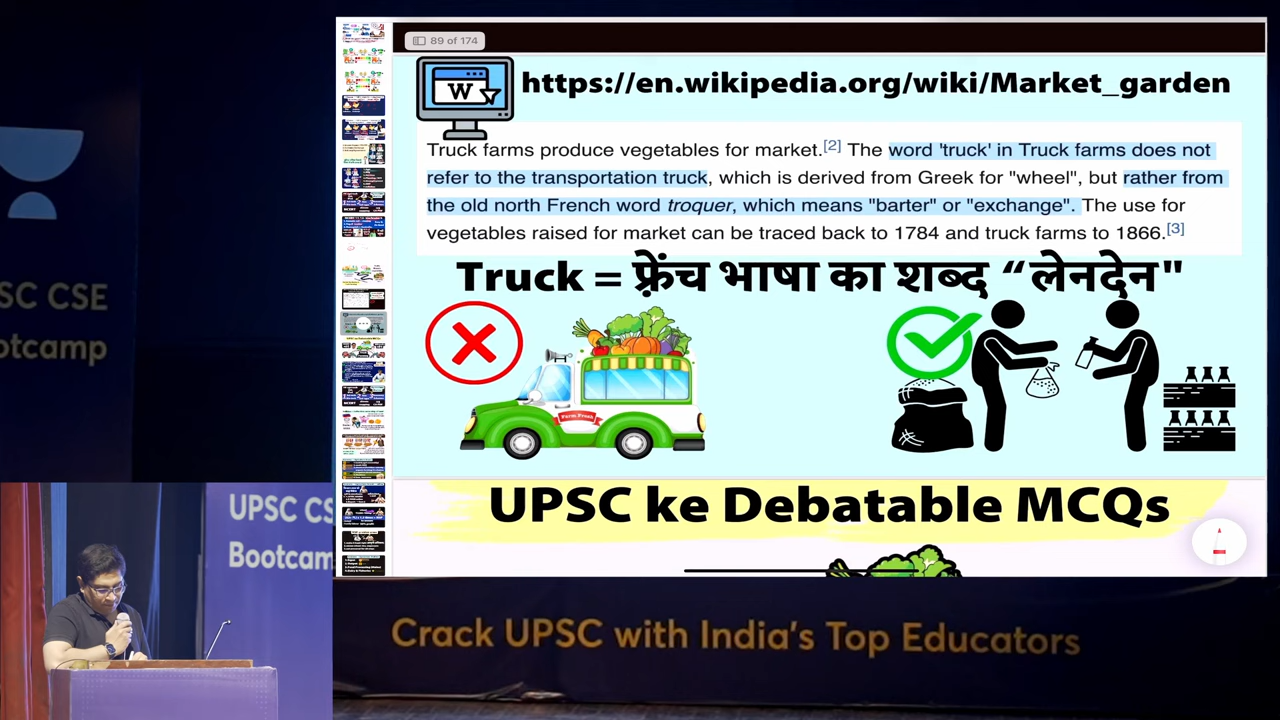 89 of 174
W
https://en.wikipedia.org/wiki/Market_garden
Truck farms produce vegetables for market.[2] The word 'truck' in Truck farms does not
refer to the transportation truck, which is derived from Greek for "wheel", but rather from
the old north French word troquer, which means "barter" or "exchange". The use for
vegetables raised for market can be traced back to 1784 and truck farms to 1866.[3]
Truck = फ़्रेंच भाषा का शब्द “लेनदेन"
Farm Fresh
UPSC ke Debatable MCQs
SC CSE
otcamp
UPSC CS
Bootcam
Crack UPSC with India's Top Educators